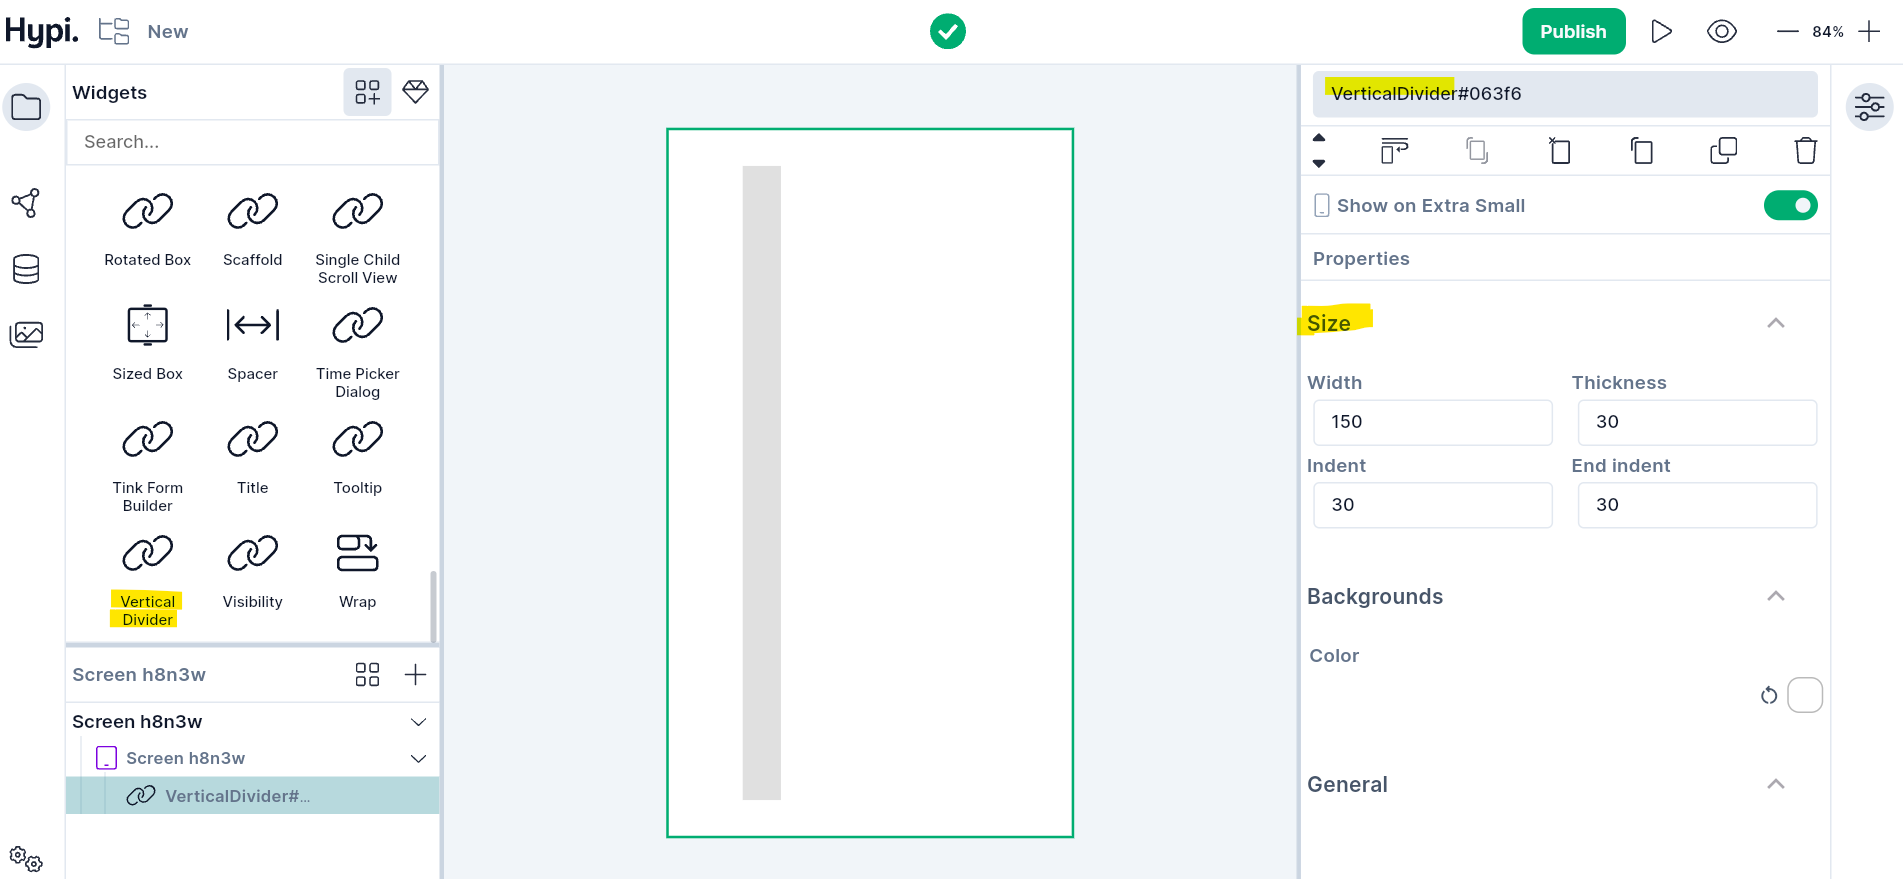 Hypi.
New
Publish
84%
Widgets
Search...
Rotated Box
Scaffold
Single Child
Scroll View
Sized Box
Spacer
Time Picker
Dialog
Tink Form
Builder
Title
Tooltip
Vertical
Divider
Visibility
Wrap
Screen h8n3w
Screen h8n3w
Screen h8n3w
VerticalDivider#...
VerticalDivider#063f6
Show on Extra Small
Properties
Size
Width
Thickness
150
30
Indent
End indent
30
30
Backgrounds
Color
General